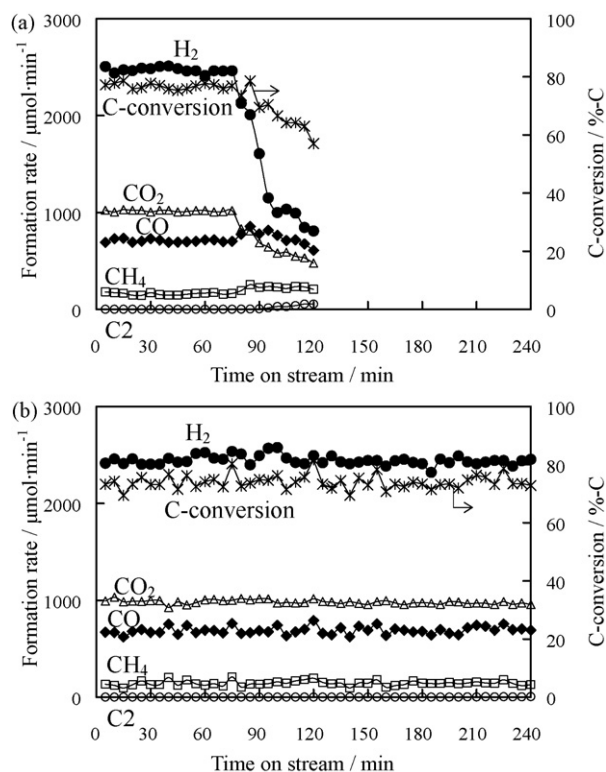 (a)
3000
2500
2000
1000
0
H₂
C-conversion
CO₂
CO
CH₄
C2
100
80
60
40
20
0
0 30 60 90 120 150 180 210 240
Time on stream / min
Formation rate / μmol·min⁻¹
C-conversion / %-C
(b)
3000
2500
2000
1000
0
H₂
C-conversion
CO₂
CO
CH₄
C2
100
80
60
40
20
0
0 30 60 90 120 150 180 210 240
Time on stream / min
Formation rate / μmol·min⁻¹
C-conversion / %-C